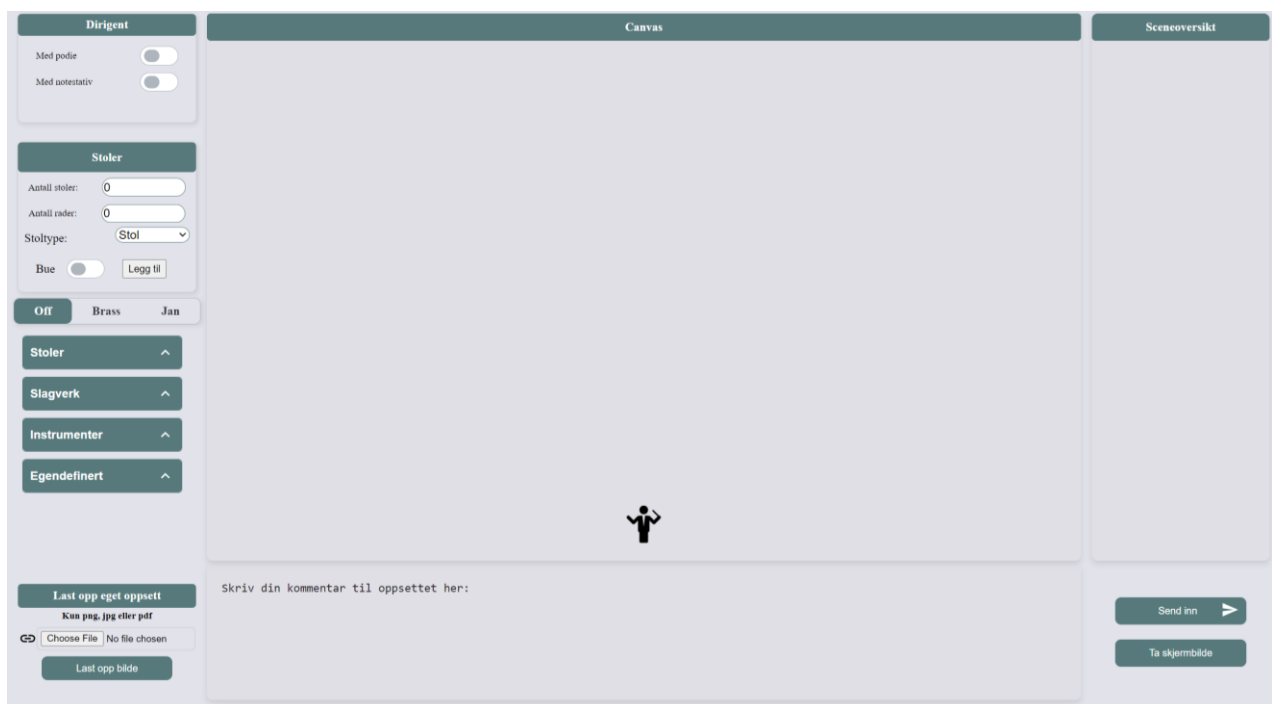 Dirigent
Med podie
Med notestativ
Stoler
Antall stoler: 0
Antall rader: 0
Stoltype: Stol
Bue Legg til
Off Brass Jan
Stoler
Slagverk
Instrumenter
Egendefinert
Last opp eget oppsett
Kun png, jpg eller pdf
Choose File No file chosen
Last opp bilde
Canvas
Skriv din kommentar til oppsettet her:
Sceneoversikt
Send inn
Ta skjermbilde